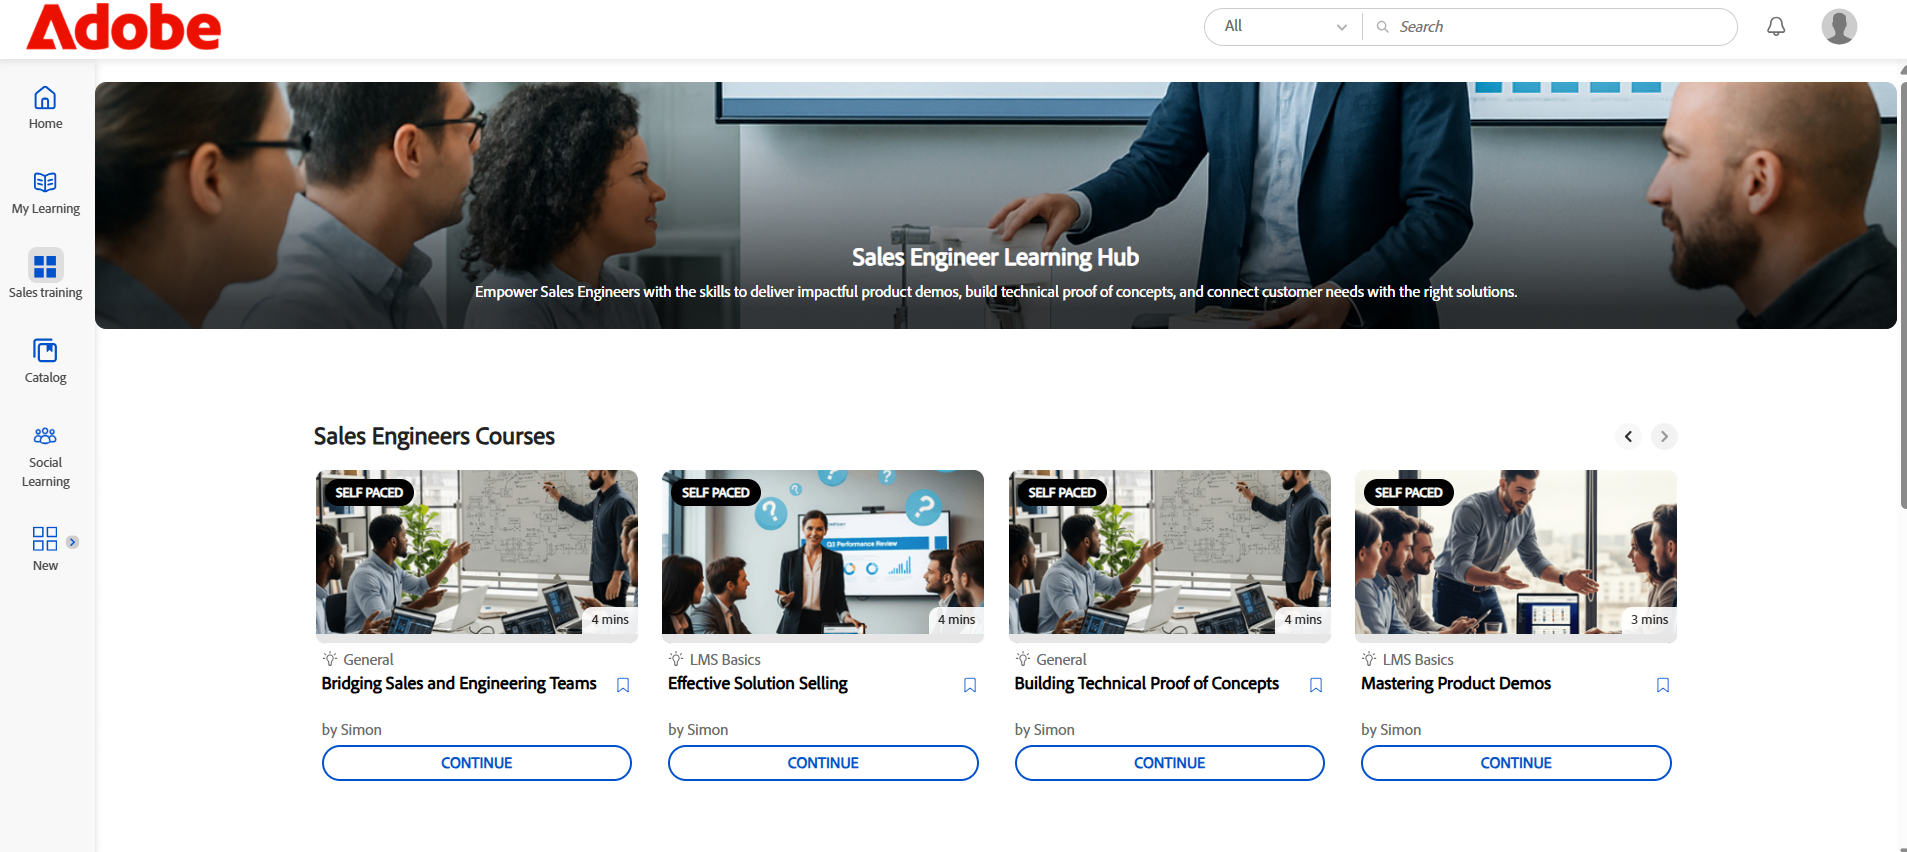 Adobe
All
Search
Home
My Learning
Sales training
Catalog
Social
Learning
New
Sales Engineer Learning Hub
Empower Sales Engineers with the skills to deliver impactful product demos, build technical proof of concepts, and connect customer needs with the right solutions.
Sales Engineers Courses
SELF PACED
4 mins
General
Bridging Sales and Engineering Teams
by Simon
CONTINUE
SELF PACED
Q3 Performance Review
4 mins
LMS Basics
Effective Solution Selling
by Simon
CONTINUE
SELF PACED
4 mins
General
Building Technical Proof of Concepts
by Simon
CONTINUE
SELF PACED
3 mins
LMS Basics
Mastering Product Demos
by Simon
CONTINUE